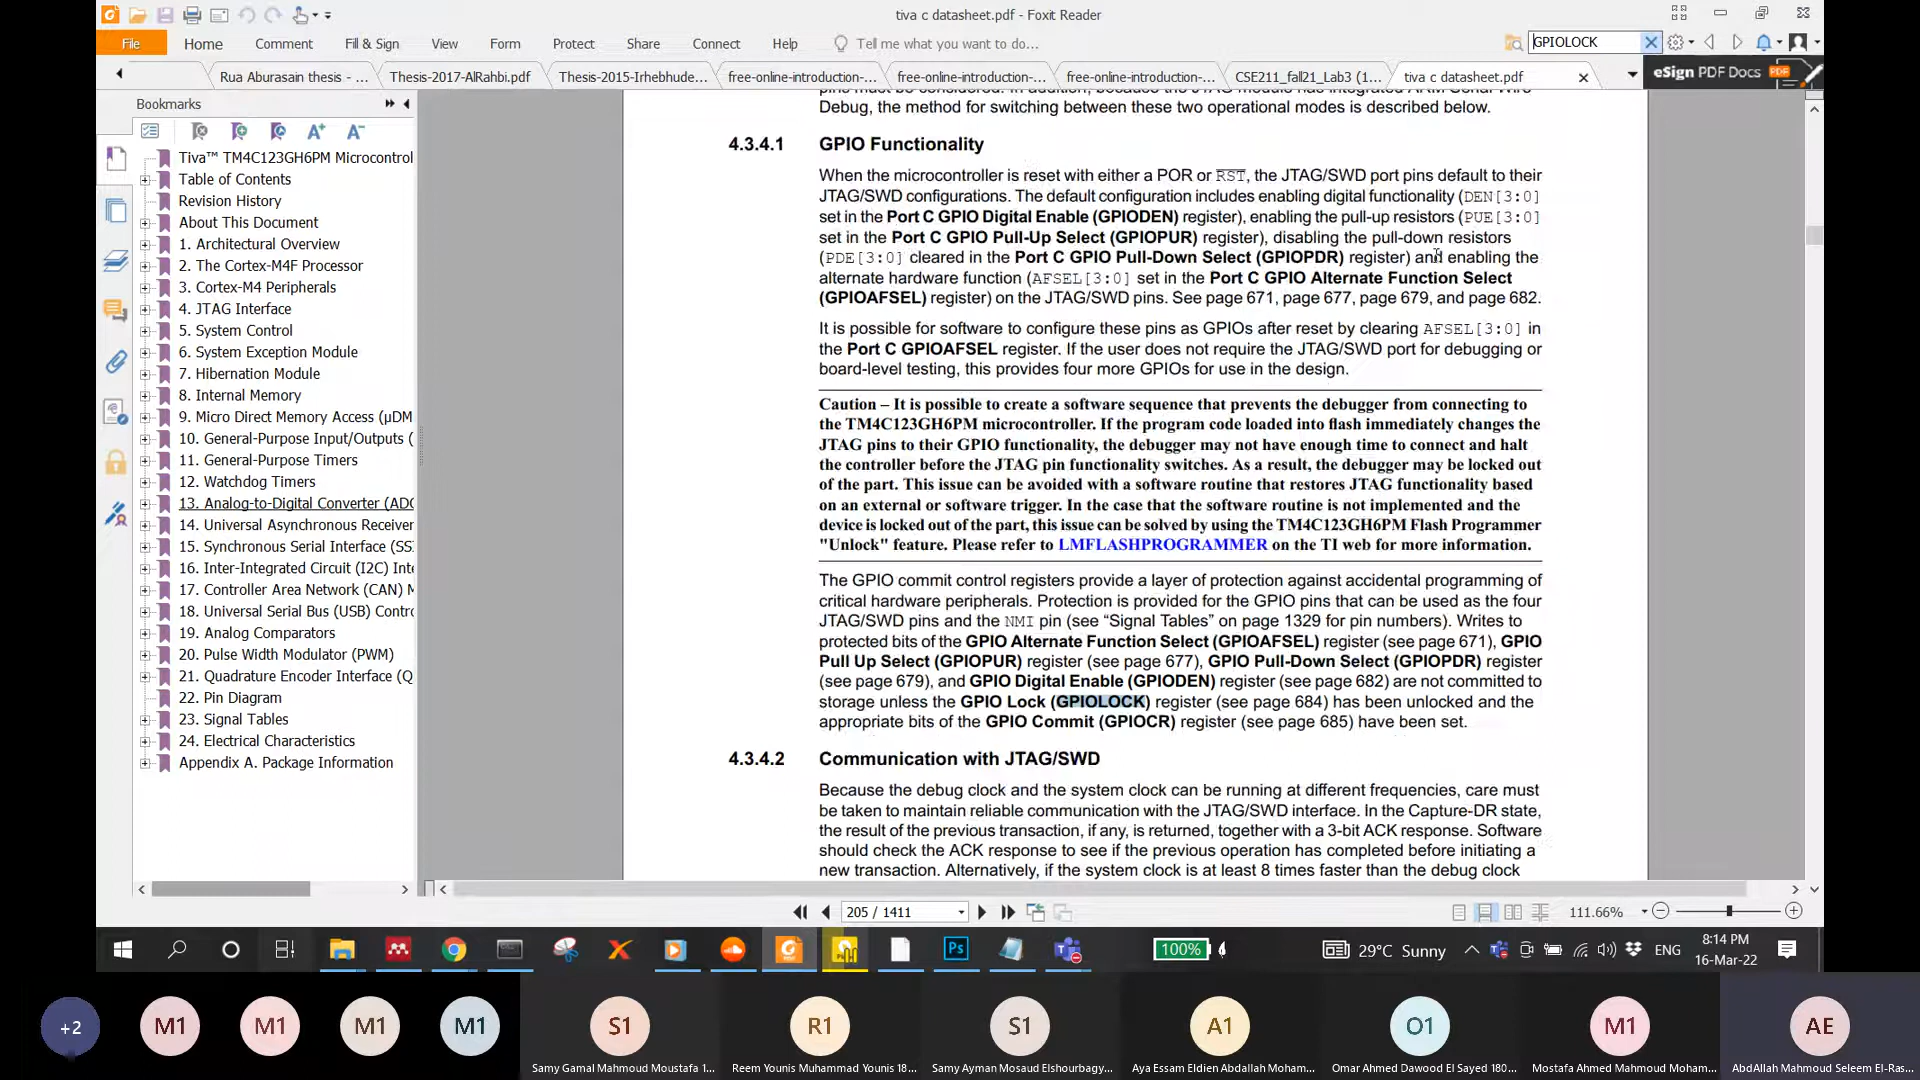 tiva c datasheet.pdf - Foxit Reader
File Home Comment Fill & Sign View Form Protect Share Connect Help Tell me what you want to do...
GPIOLOCK
Rua Aburasain thesis - ...
Thesis-2017-AlRahbi.pdf
Thesis-2015-Irhebhude...
free-online-introduction-...
free-online-introduction-...
free-online-introduction-...
CSE211_fall21_Lab3 (1...
tiva c datasheet.pdf
eSign PDF Docs
Bookmarks
Tiva™ TM4C123GH6PM Microcontrol
Table of Contents
Revision History
About This Document
1. Architectural Overview
2. The Cortex-M4F Processor
3. Cortex-M4 Peripherals
4. JTAG Interface
5. System Control
6. System Exception Module
7. Hibernation Module
8. Internal Memory
9. Micro Direct Memory Access (µDM
10. General-Purpose Input/Outputs (
11. General-Purpose Timers
12. Watchdog Timers
13. Analog-to-Digital Converter (ADC
14. Universal Asynchronous Receiver
15. Synchronous Serial Interface (SS
16. Inter-Integrated Circuit (I2C) Inte
17. Controller Area Network (CAN) M
18. Universal Serial Bus (USB) Contro
19. Analog Comparators
20. Pulse Width Modulator (PWM)
21. Quadrature Encoder Interface (Q
22. Pin Diagram
23. Signal Tables
24. Electrical Characteristics
Appendix A. Package Information
Debug, the method for switching between these two operational modes is described below.
4.3.4.1 GPIO Functionality
When the microcontroller is reset with either a POR or RST, the JTAG/SWD port pins default to their
JTAG/SWD configurations. The default configuration includes enabling digital functionality (DEN[3:0]
set in the Port C GPIO Digital Enable (GPIODEN) register), enabling the pull-up resistors (PUE[3:0]
set in the Port C GPIO Pull-Up Select (GPIOPUR) register), disabling the pull-down resistors
(PDE[3:0] cleared in the Port C GPIO Pull-Down Select (GPIOPDR) register) and enabling the
alternate hardware function (AFSEL[3:0] set in the Port C GPIO Alternate Function Select
(GPIOAFSEL) register) on the JTAG/SWD pins. See page 671, page 677, page 679, and page 682.
It is possible for software to configure these pins as GPIOs after reset by clearing AFSEL[3:0] in
the Port C GPIOAFSEL register. If the user does not require the JTAG/SWD port for debugging or
board-level testing, this provides four more GPIOs for use in the design.
Caution – It is possible to create a software sequence that prevents the debugger from connecting to
the TM4C123GH6PM microcontroller. If the program code loaded into flash immediately changes the
JTAG pins to their GPIO functionality, the debugger may not have enough time to connect and halt
the controller before the JTAG pin functionality switches. As a result, the debugger may be locked out
of the part. This issue can be avoided with a software routine that restores JTAG functionality based
on an external or software trigger. In the case that the software routine is not implemented and the
device is locked out of the part, this issue can be solved by using the TM4C123GH6PM Flash Programmer
"Unlock" feature. Please refer to LMFLASHPROGRAMMER on the TI web for more information.
The GPIO commit control registers provide a layer of protection against accidental programming of
critical hardware peripherals. Protection is provided for the GPIO pins that can be used as the four
JTAG/SWD pins and the NMI pin (see “Signal Tables” on page 1329 for pin numbers). Writes to
protected bits of the GPIO Alternate Function Select (GPIOAFSEL) register (see page 671), GPIO
Pull Up Select (GPIOPUR) register (see page 677), GPIO Pull-Down Select (GPIOPDR) register
(see page 679), and GPIO Digital Enable (GPIODEN) register (see page 682) are not committed to
storage unless the GPIO Lock (GPIOLOCK) register (see page 684) has been unlocked and the
appropriate bits of the GPIO Commit (GPIOCR) register (see page 685) have been set.
4.3.4.2 Communication with JTAG/SWD
Because the debug clock and the system clock can be running at different frequencies, care must
be taken to maintain reliable communication with the JTAG/SWD interface. In the Capture-DR state,
the result of the previous transaction, if any, is returned, together with a 3-bit ACK response. Software
should check the ACK response to see if the previous operation has completed before initiating a
new transaction. Alternatively, if the system clock is at least 8 times faster than the debug clock
205 / 1411
111.66%
100%
29°C Sunny
ENG
8:14 PM
16-Mar-22
+2 M1 M1 M1 M1 S1 R1 S1 A1 O1 M1 AE
Samy Gamal Mahmoud Moustafa 1...
Reem Younis Muhammad Younis 18...
Samy Ayman Mosaud Elshourbagy...
Aya Essam Eldien Abdallah Moham...
Omar Ahmed Dawood El Sayed 180...
Mostafa Ahmed Mahmoud Moham...
AbdAllah Mahmoud Seleem El-Ras...